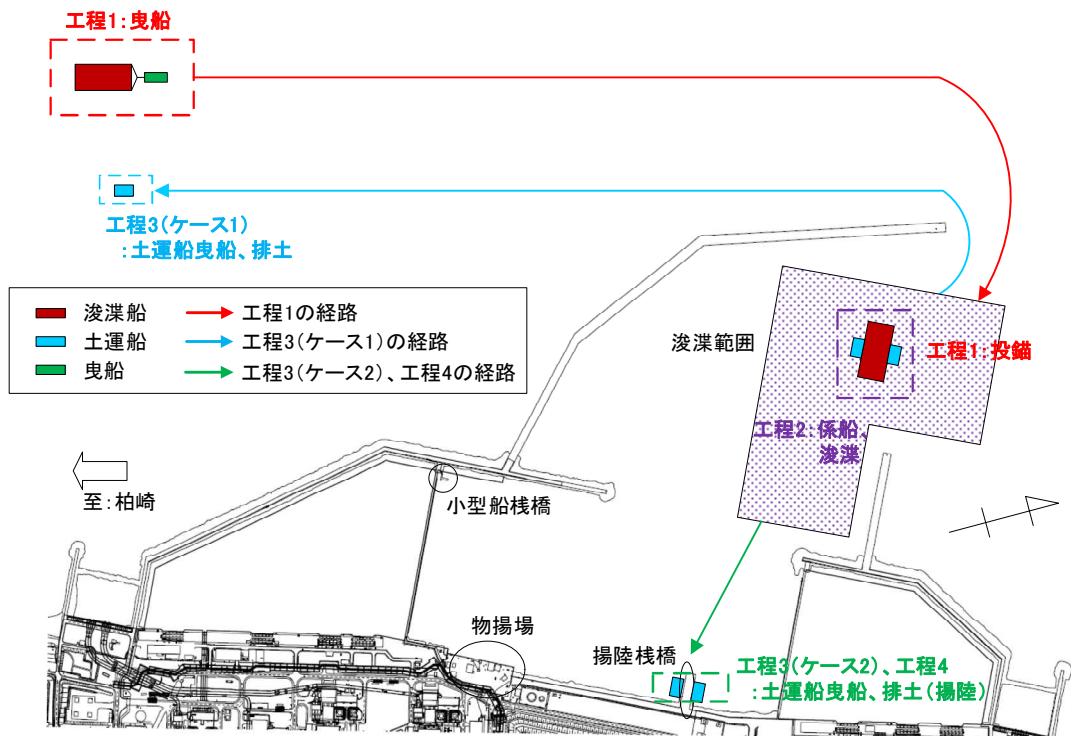 工程1:曳船
工程3(ケース1)
:土運船曳船、排土
浚渫船
工程1の経路
土運船
工程3(ケース1)の経路
曳船
工程3(ケース2)、工程4の経路
浚渫範囲
工程1:投錨
工程2:係船、
浚渫
至:柏崎
小型船桟橋
物揚場
揚陸桟橋
工程3(ケース2)、工程4
:土運船曳船、排土(揚陸)